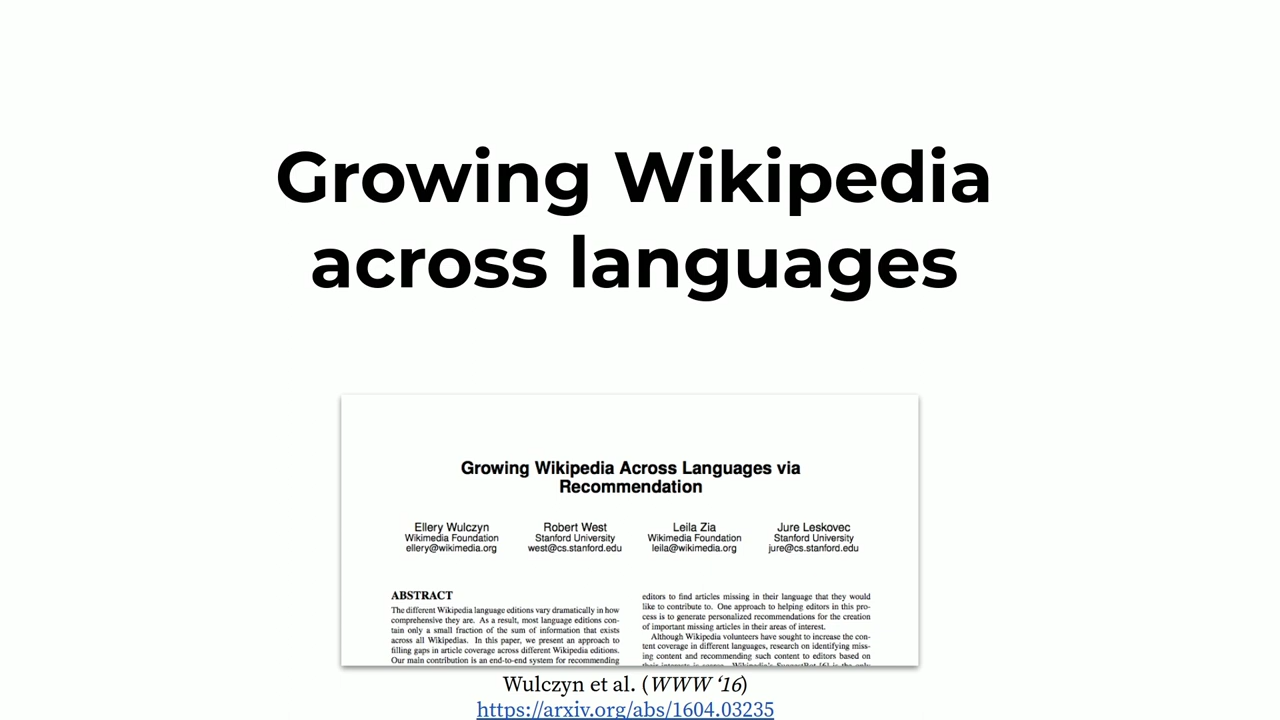 Growing Wikipedia
across languages
Growing Wikipedia Across Languages via
Recommendation
Ellery Wulczyn
Wikimedia Foundation
ellery@wikimedia.org
Robert West
Stanford University
west@cs.stanford.edu
Leila Zia
Wikimedia Foundation
leila@wikimedia.org
Jure Leskovec
Stanford University
jure@cs.stanford.edu
ABSTRACT
The different Wikipedia language editions vary dramatically in how
comprehensive they are. As a result, most language editions con-
tain only a small fraction of the sum of information that exists
across all Wikipedias. In this paper, we present an approach to
filling gaps in article coverage across different Wikipedia editions.
Our main contribution is an end-to-end system for recommending
editors to find articles missing in their language that they would
like to contribute to. One approach to helping editors in this pro-
cess is to generate personalized recommendations for the creation
of important missing articles in their areas of interest.
Although Wikipedia volunteers have sought to increase the con-
tent coverage in different languages, research on identifying miss-
ing content and recommending such content to editors based on
Wulczyn et al. (WWW ‘16)
https://arxiv.org/abs/1604.03235